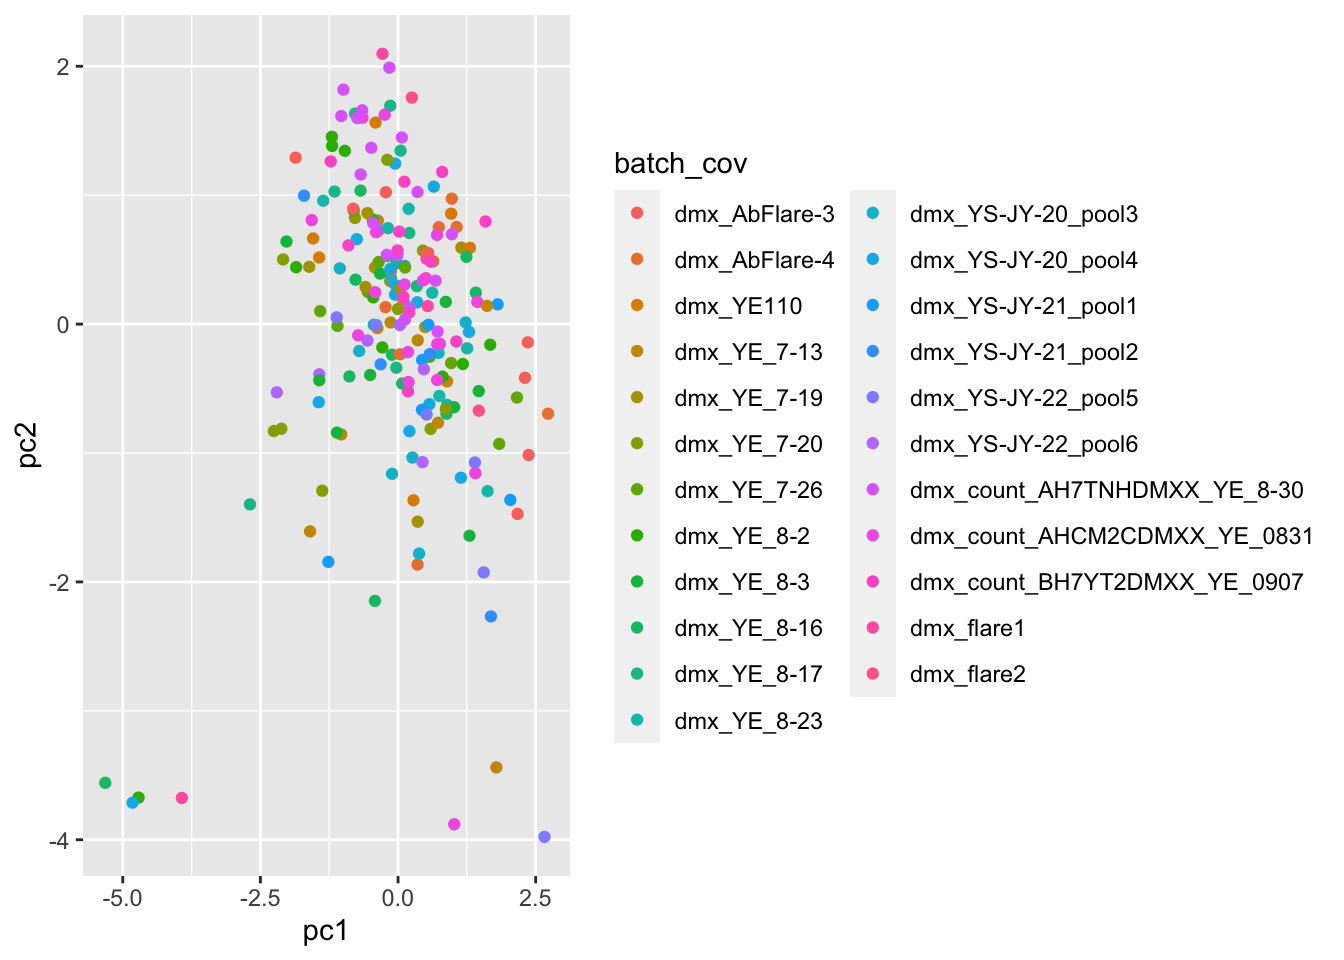 batch_cov
dmx_AbFlare-3
dmx_AbFlare-4
dmx_YE110
dmx_YE_7-13
dmx_YE_7-19
dmx_YE_7-20
dmx_YE_7-26
dmx_YE_8-2
dmx_YE_8-3
dmx_YE_8-16
dmx_YE_8-17
dmx_YE_8-23
dmx_YS-JY-20_pool3
dmx_YS-JY-20_pool4
dmx_YS-JY-21_pool1
dmx_YS-JY-21_pool2
dmx_YS-JY-22_pool5
dmx_YS-JY-22_pool6
dmx_count_AH7TNHDMXX_YE_8-30
dmx_count_AHCM2CDMXX_YE_0831
dmx_count_BH7YT2DMXX_YE_0907
dmx_flare1
dmx_flare2
pc2
2
0
-2
-4
-5.0 -2.5 0.0 2.5
pc1